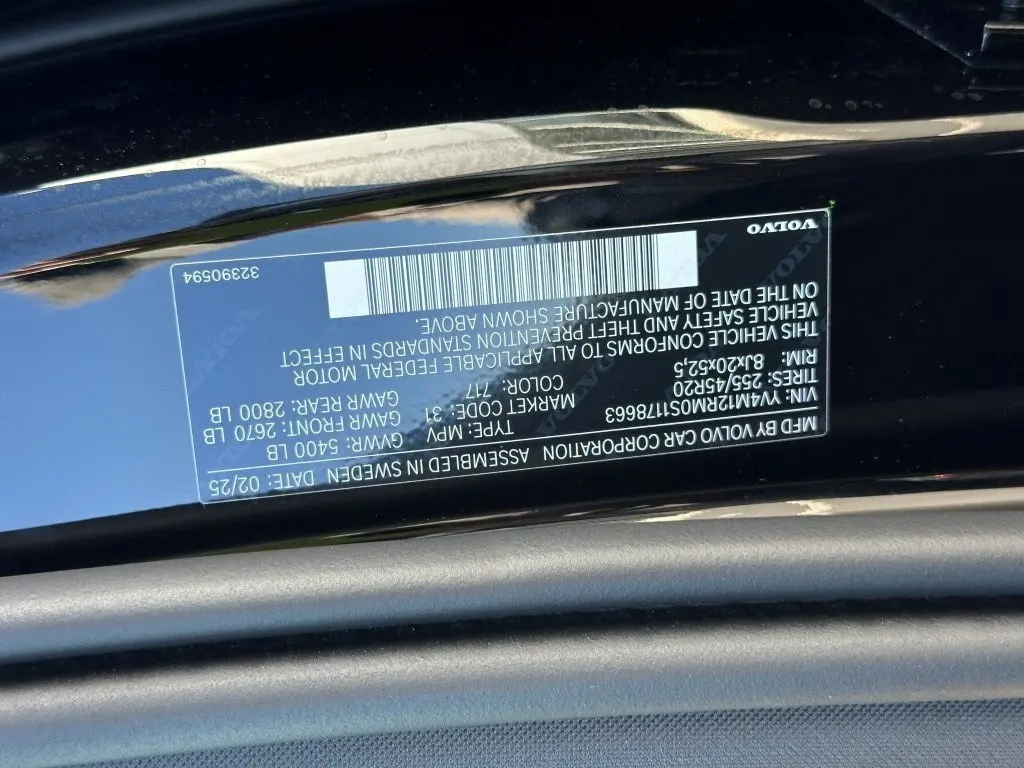 MFD BY VOLVO CAR CORPORATION ASSEMBLED IN SWEDEN DATE: 02/25
VIN: YV4M12RM0S1178663 TYPE: MPV GVWR: 5400 LB
TIRES: 255/45R20 MARKET CODE: 31 GAWR FRONT: 2670 LB
RIM: 8Jx20x52,5 COLOR: 717 GAWR REAR: 2800 LB
THIS VEHICLE CONFORMS TO ALL APPLICABLE FEDERAL MOTOR
VEHICLE SAFETY AND THEFT PREVENTION STANDARDS IN EFFECT
ON THE DATE OF MANUFACTURE SHOWN ABOVE.
VOLVO 32390594